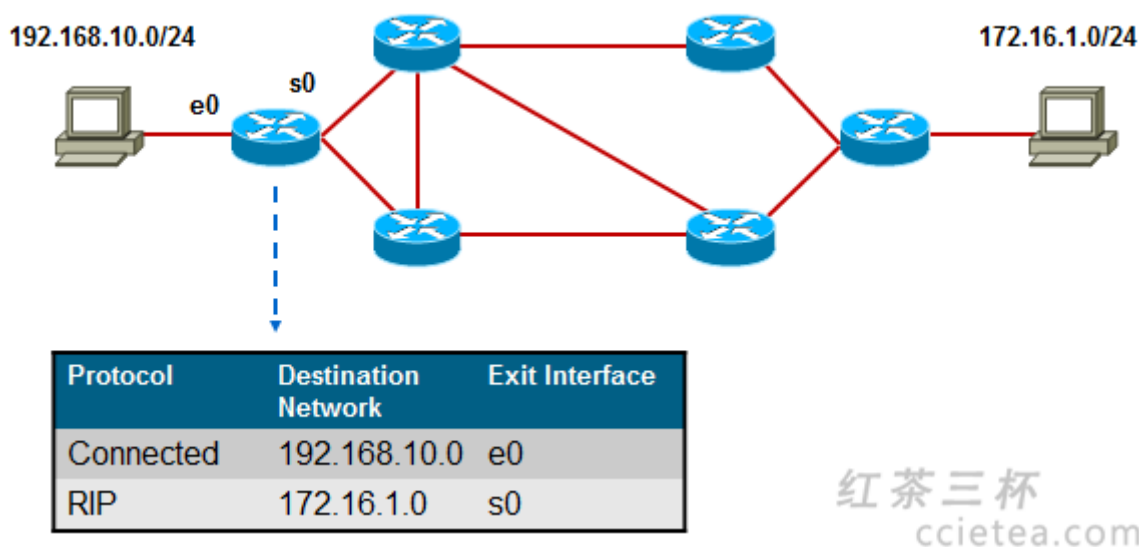 192.168.10.0/24
172.16.1.0/24
s0
e0
Protocol Destination Network Exit Interface
Connected 192.168.10.0 e0
RIP 172.16.1.0 s0
红茶三杯
ccietea.com